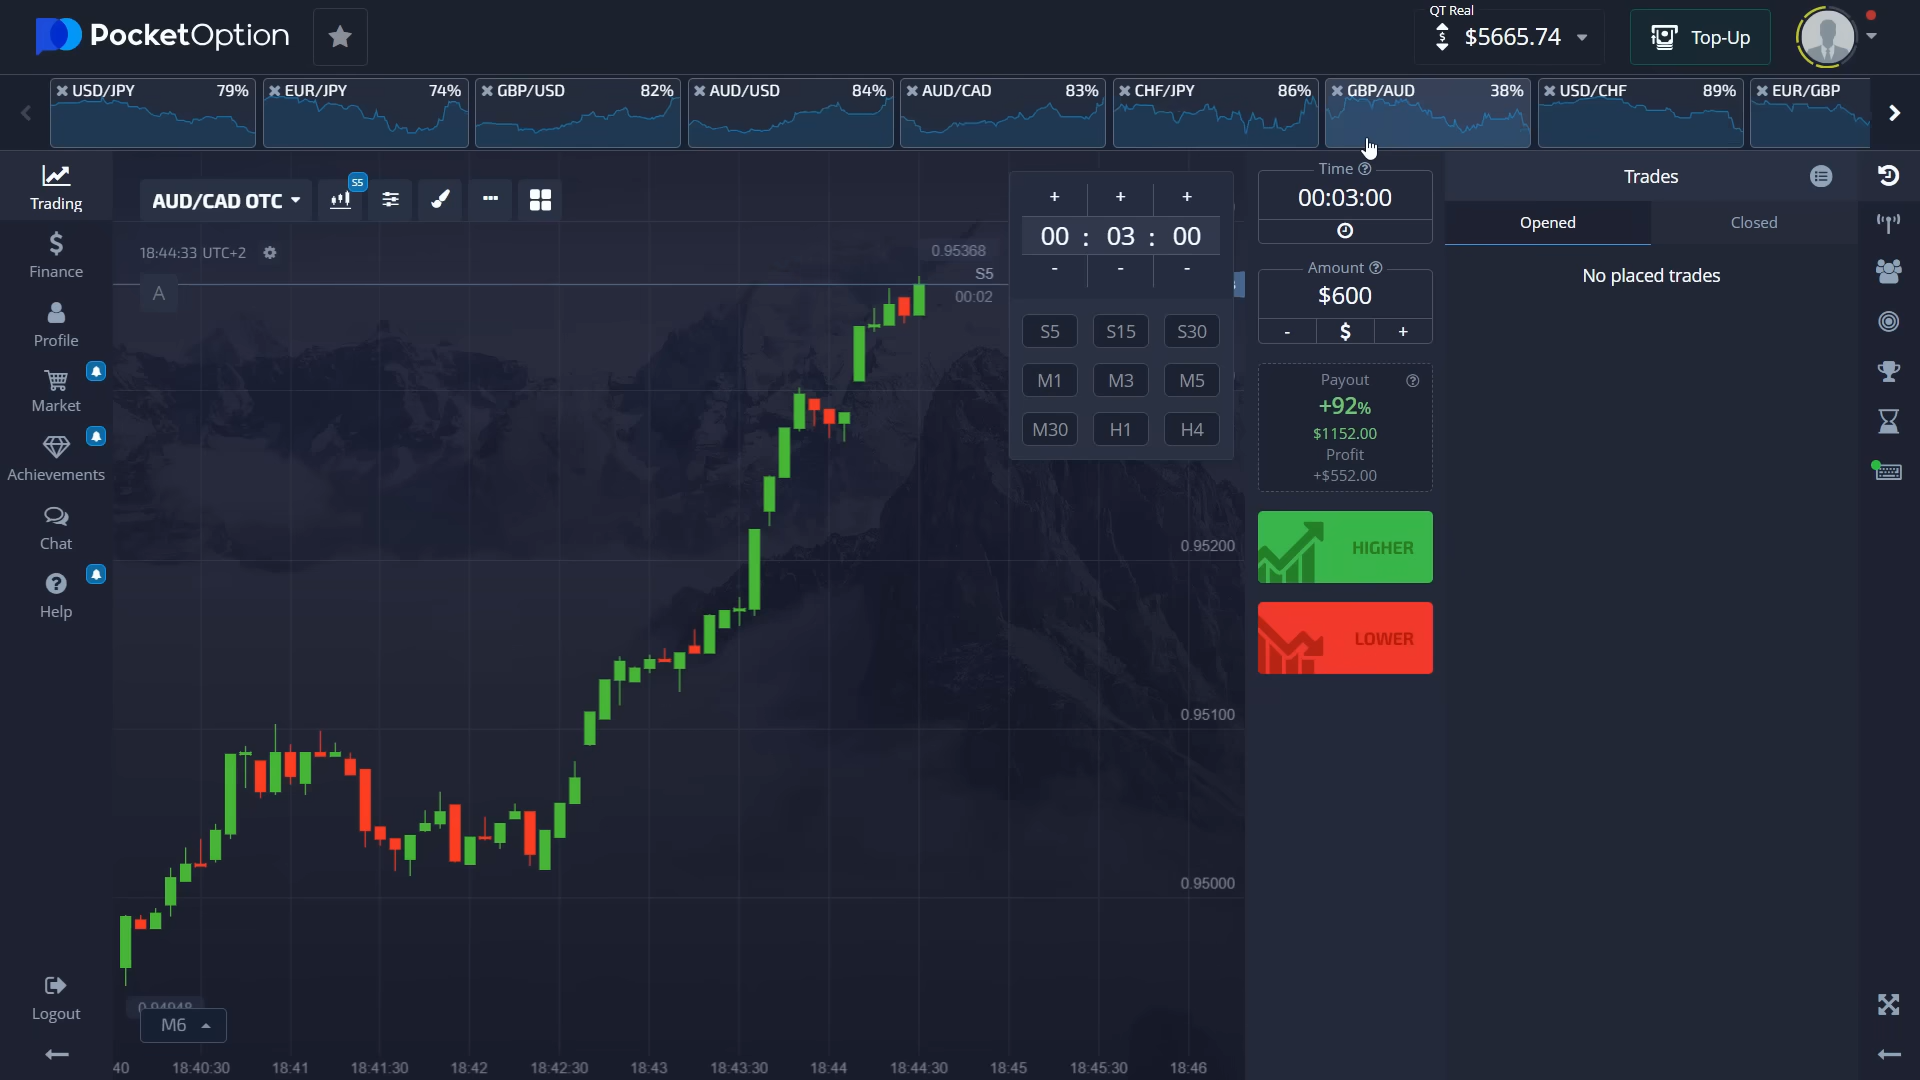 PocketOption
QT Real
$5665.74
Top-Up
USD/JPY 79%
EUR/JPY 74%
GBP/USD 82%
AUD/USD 84%
AUD/CAD 83%
CHF/JPY 86%
GBP/AUD 38%
USD/CHF 89%
EUR/GBP
Trading
Finance
Profile
Market
Achievements
Chat
Help
Logout
AUD/CAD OTC
S5
18:44:33 UTC+2
A
0.95368
S5
00:02
0.95200
0.95100
0.95000
0.94948
M6
40 18:40:30 18:41 18:41:30 18:42 18:42:30 18:43 18:43:30 18:44 18:44:30 18:45 18:45:30 18:46
+ + +
00 : 03 : 00
- - -
S5 S15 S30
M1 M3 M5
M30 H1 H4
Time
00:03:00
Amount
$600
- $ +
Payout
+92%
$1152.00
Profit
+$552.00
HIGHER
LOWER
Trades
Opened Closed
No placed trades